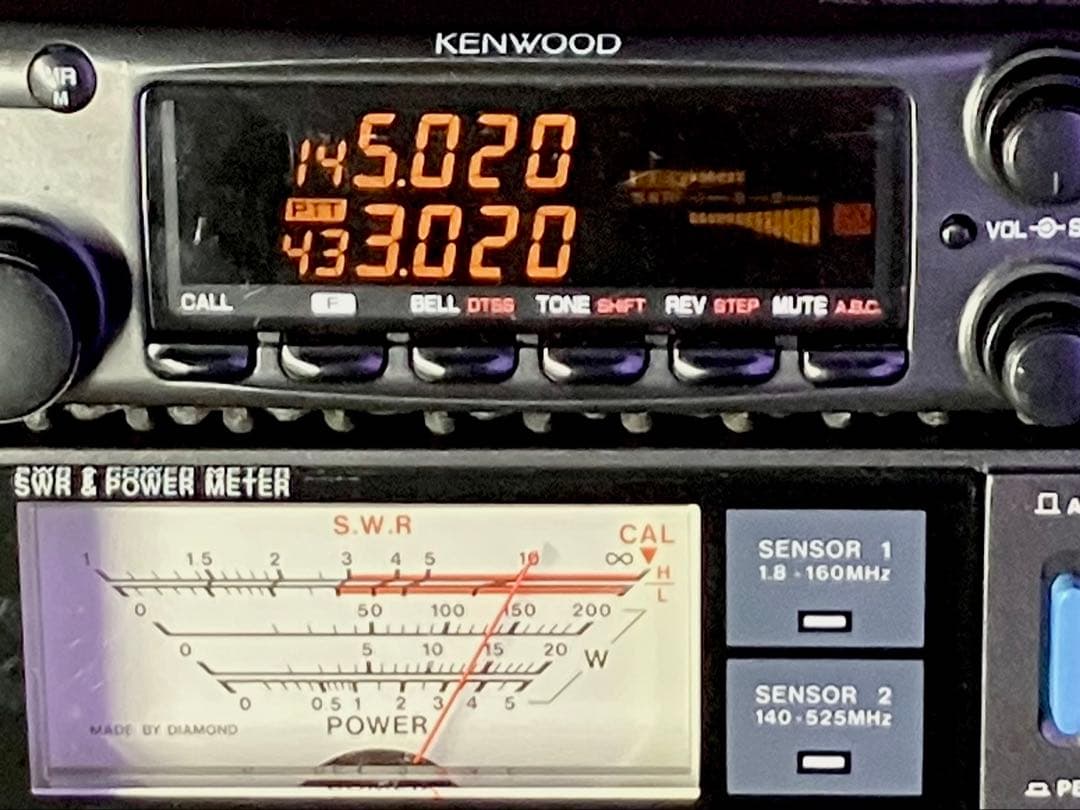 KENWOOD
MR
M
145.020
PTT
433.020
VOL
CALL F BELL DTSS TONE SHIFT REV STEP MUTE A.B.C.
SWR & POWER METER
S.W.R
CAL
1 1.5 2 3 4 5 10 ∞
H
L
0 50 100 150 200
0 5 10 15 20
W
0 0.5 1 2 3 4 5
POWER
MADE BY DIAMOND
SENSOR 1
1.8 - 160MHz
SENSOR 2
140 - 525MHz